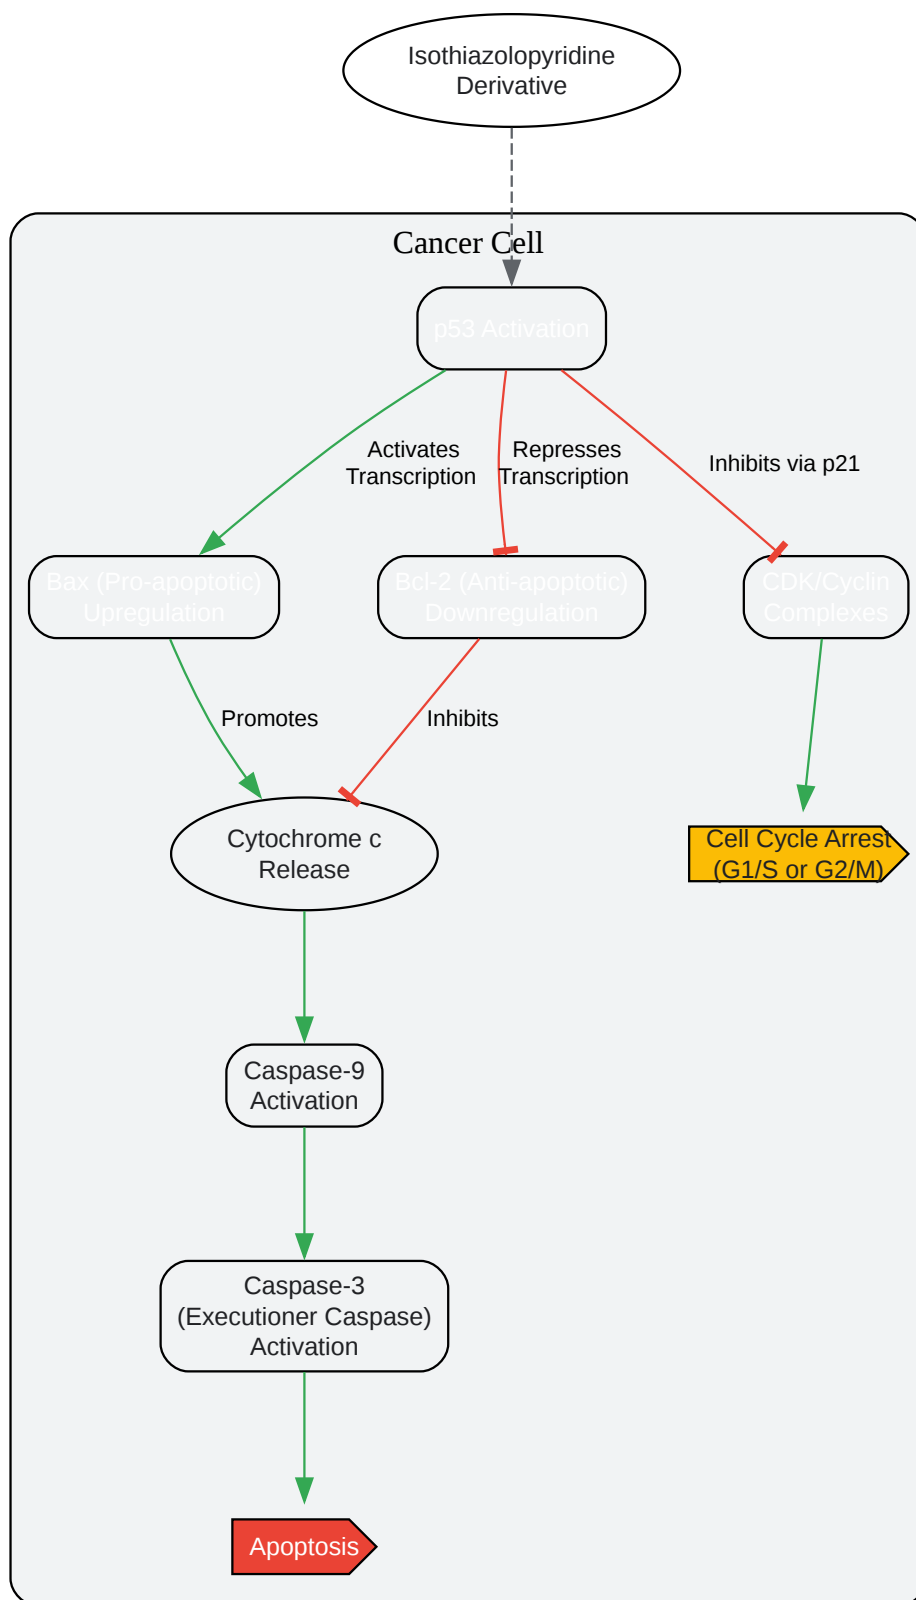 Isothiazolopyridine
Derivative
Cancer Cell
p53 Activation
Activates
Transcription
Represses
Transcription
Inhibits via p21
Bax (Pro-apoptotic)
Upregulation
Bcl-2 (Anti-apoptotic)
Downregulation
CDK/Cyclin
Complexes
Promotes
Inhibits
Cytochrome c
Release
Cell Cycle Arrest
(G1/S or G2/M)
Caspase-9
Activation
Caspase-3
(Executioner Caspase)
Activation
Apoptosis